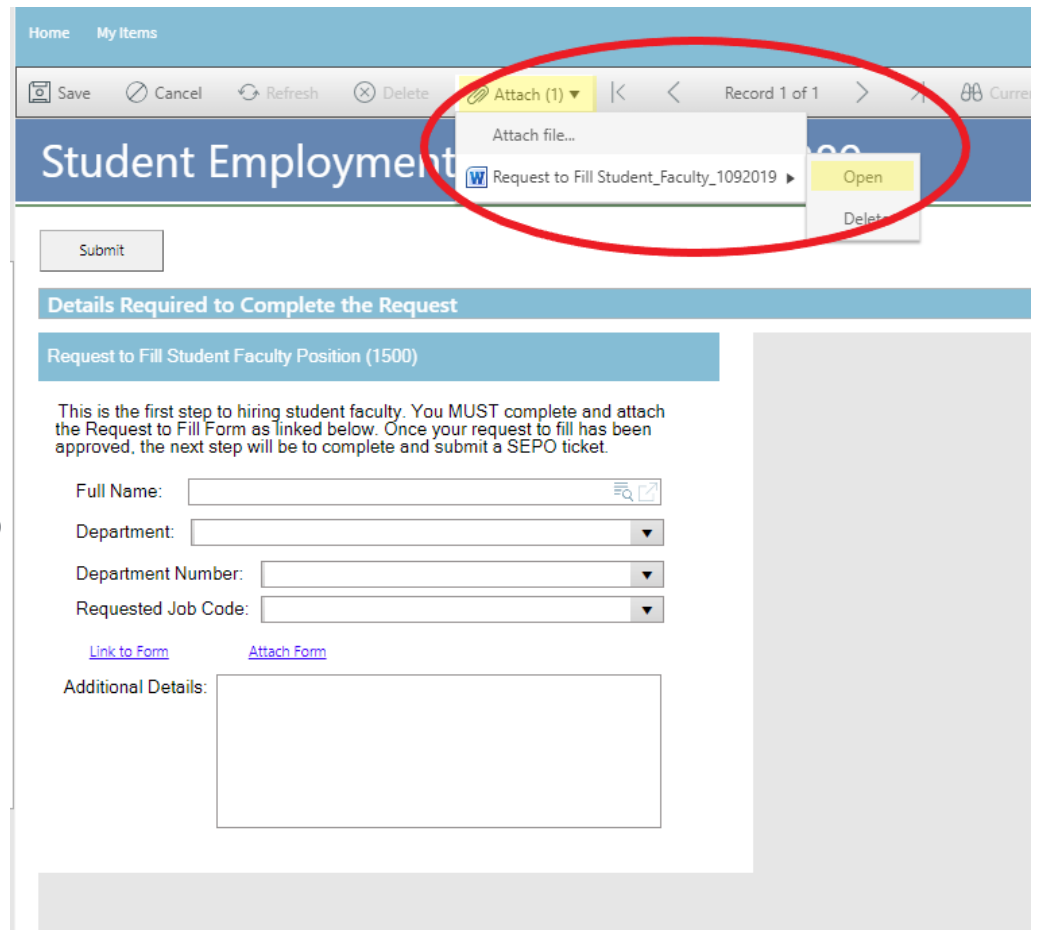 Home My Items
Save Cancel Refresh Delete Attach (1) Record 1 of 1
Attach file...
Student Employment
Request to Fill Student_Faculty_1092019 Open
Delete
Submit
Details Required to Complete the Request
Request to Fill Student Faculty Position (1500)
This is the first step to hiring student faculty. You MUST complete and attach
the Request to Fill Form as linked below. Once your request to fill has been
approved, the next step will be to complete and submit a SEPO ticket.
Full Name:
Department:
Department Number:
Requested Job Code:
Link to Form Attach Form
Additional Details: